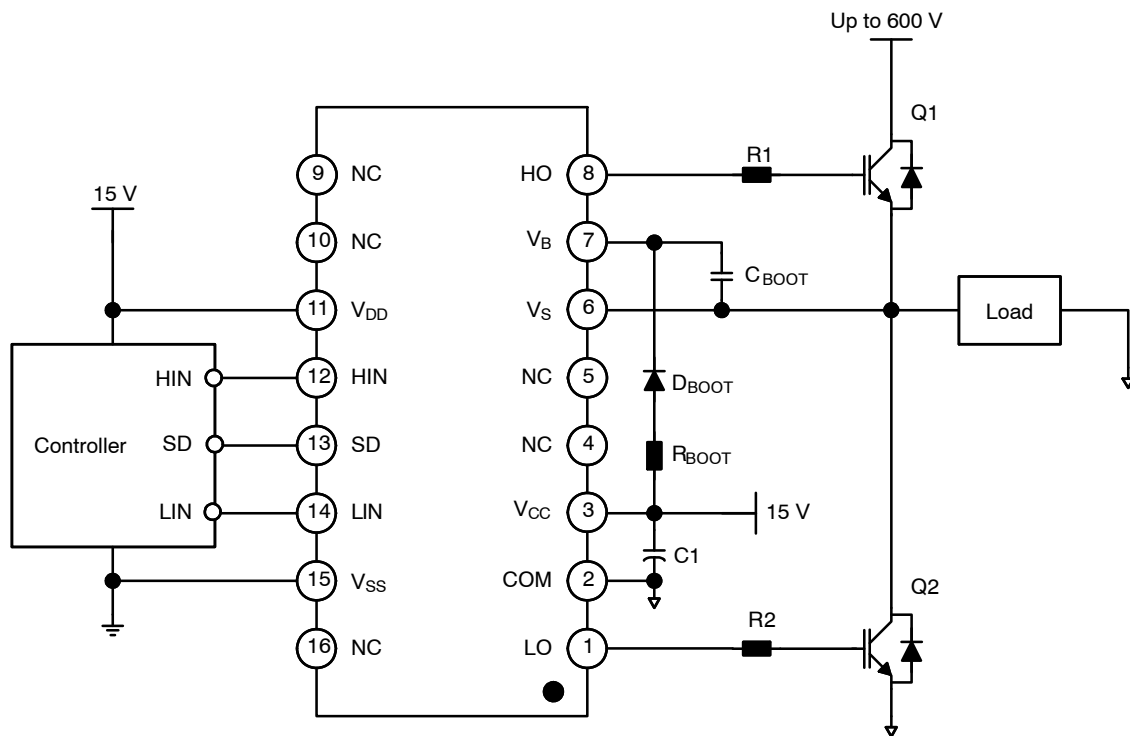 Up to 600 V
Q1
R1
9 NC HO 8
15 V
10 NC VB 7
CBOOT
11 VDD VS 6
Load
HIN 12 HIN NC 5
DBOOT
Controller SD 13 SD NC 4
RBOOT
LIN 14 LIN VCC 3
15 V
C1
15 VSS COM 2
Q2
R2
16 NC LO 1